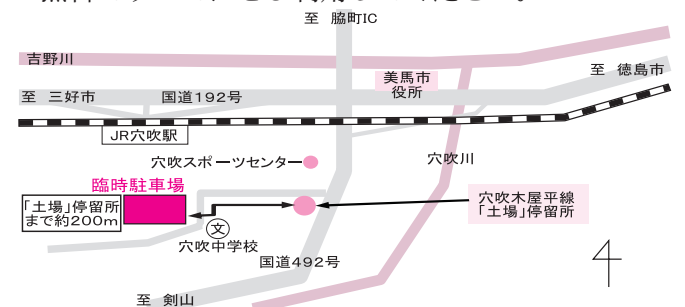 至 脇町IC
吉野川
美馬市
役所
至 徳島市
至 三好市
国道192号
JR穴吹駅
穴吹スポーツセンター
穴吹川
臨時駐車場
「土場」停留所
まで約200m
穴吹木屋平線
「土場」停留所
文
穴吹中学校
国道492号
至 剣山